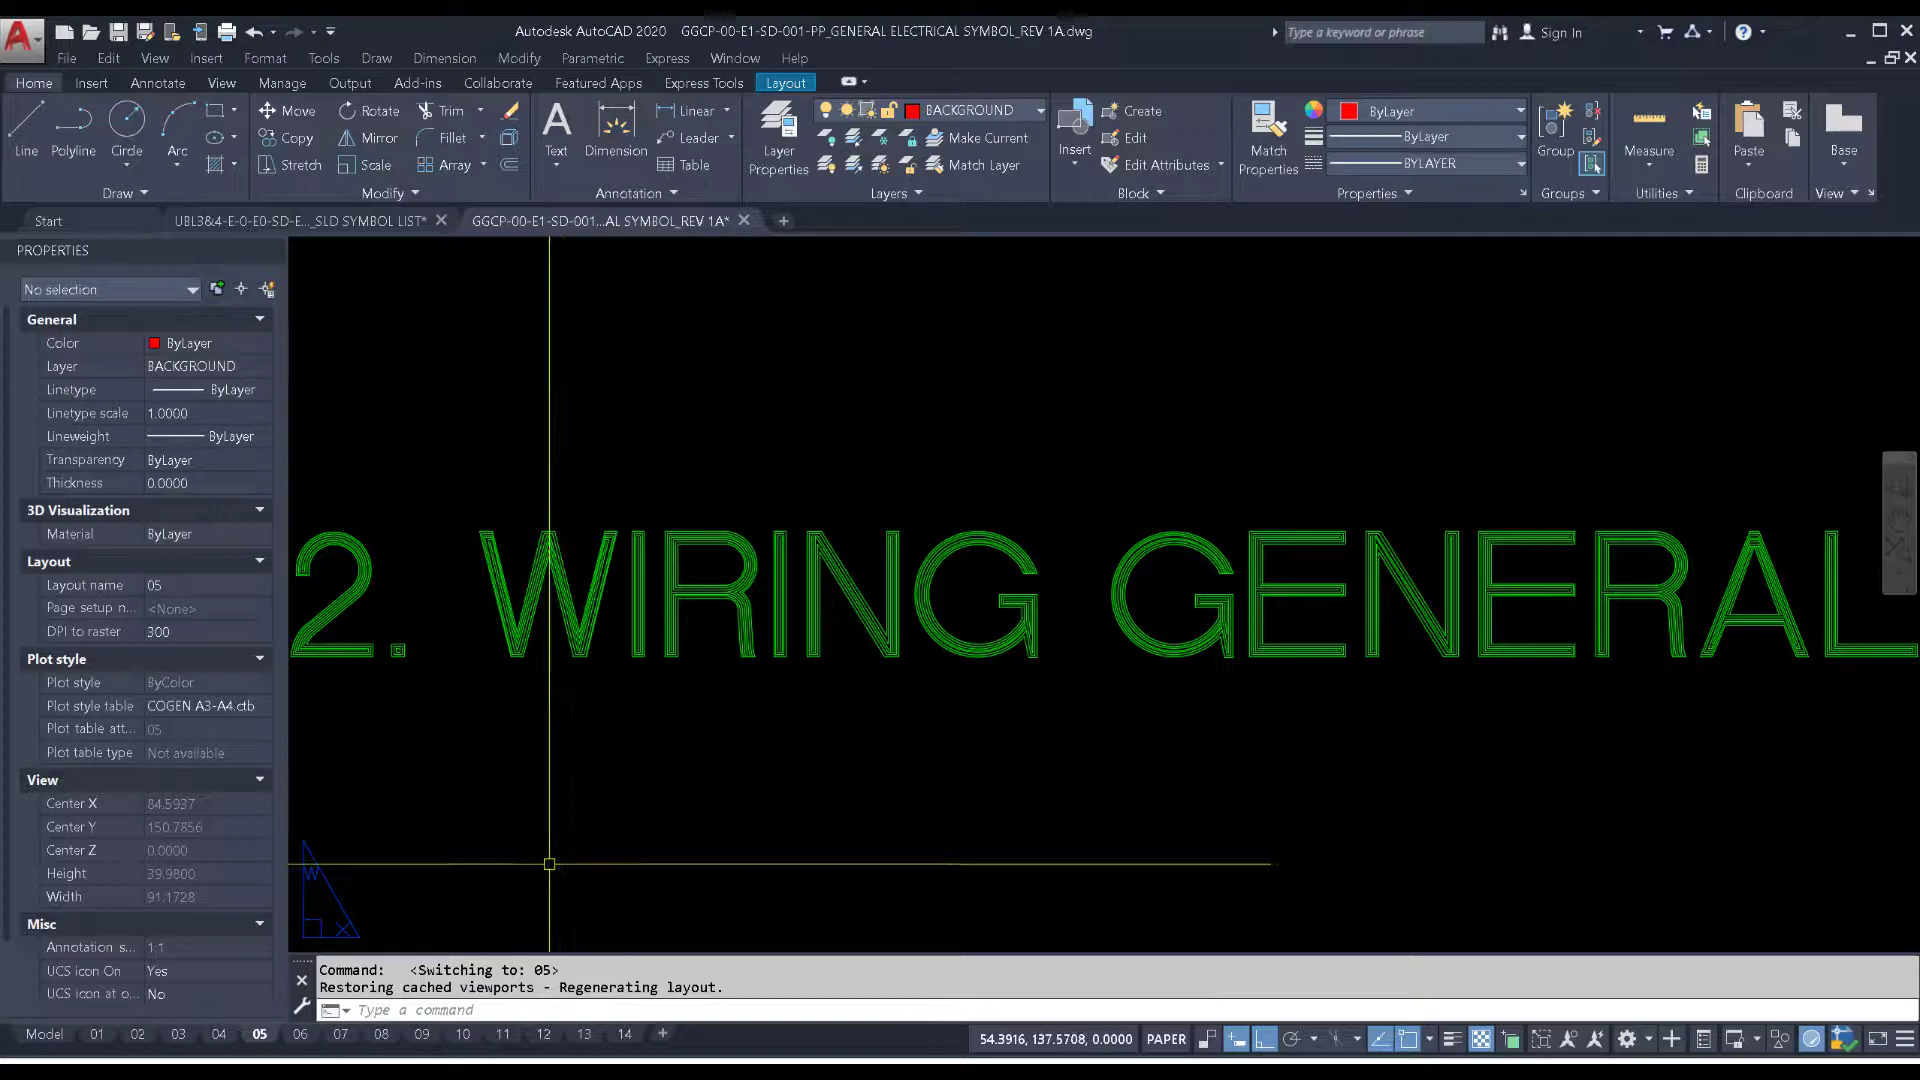 Autodesk AutoCAD 2020 GGCP-00-E1-SD-001-PP_GENERAL ELECTRICAL SYMBOL_REV 1A.dwg
Type a keyword or phrase
Sign In
File Edit View Insert Format Tools Draw Dimension Modify Parametric Express Window Help
Home Insert Annotate View Manage Output Add-ins Collaborate Featured Apps Express Tools Layout
Line Polyline Circle Arc
Move Rotate Trim
Copy Mirror Fillet
Stretch Scale Array
Text Dimension
Linear
Leader
Table
Layer Properties
BACKGROUND
Make Current
Match Layer
Insert
Create
Edit
Edit Attributes
Match Properties
ByLayer
ByLayer
BYLAYER
Group Measure Paste Base
Draw Modify Annotation Layers Block Properties Groups Utilities Clipboard View
Start UBL3&4-E-0-E0-SD-E..._SLD SYMBOL LIST* GGCP-00-E1-SD-001...AL SYMBOL_REV 1A*
PROPERTIES
No selection
General
Color ByLayer
Layer BACKGROUND
Linetype ByLayer
Linetype scale 1.0000
Lineweight ByLayer
Transparency ByLayer
Thickness 0.0000
3D Visualization
Material ByLayer
Layout
Layout name 05
Page setup n... <None>
DPI to raster 300
Plot style
Plot style ByColor
Plot style table COGEN A3-A4.ctb
Plot table att... 05
Plot table type Not available
View
Center X 84.5937
Center Y 150.7856
Center Z 0.0000
Height 39.9800
Width 91.1728
Misc
Annotation s... 1:1
UCS icon On Yes
UCS icon at o... No
2. WIRING GENERAL
W
X
Command: <Switching to: 05>
Restoring cached viewports - Regenerating layout.
Type a command
Model 01 02 03 04 05 06 07 08 09 10 11 12 13 14
54.3916, 137.5708, 0.0000 PAPER